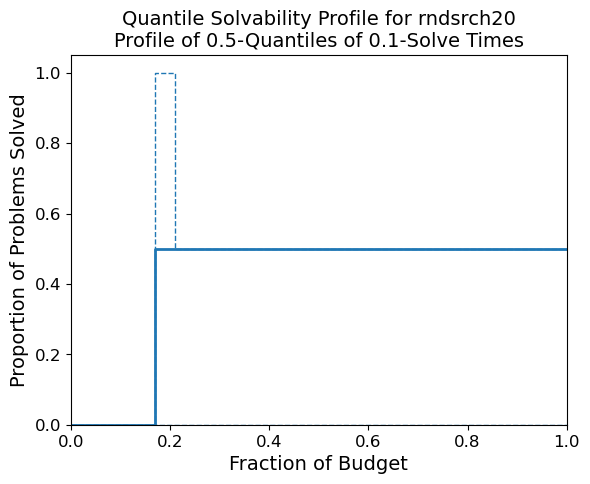 Quantile Solvability Profile for rndsrch20
Profile of 0.5-Quantiles of 0.1-Solve Times
1.0
0.8
0.6
0.4
0.2
0.0
Proportion of Problems Solved
0.0 0.2 0.4 0.6 0.8 1.0
Fraction of Budget